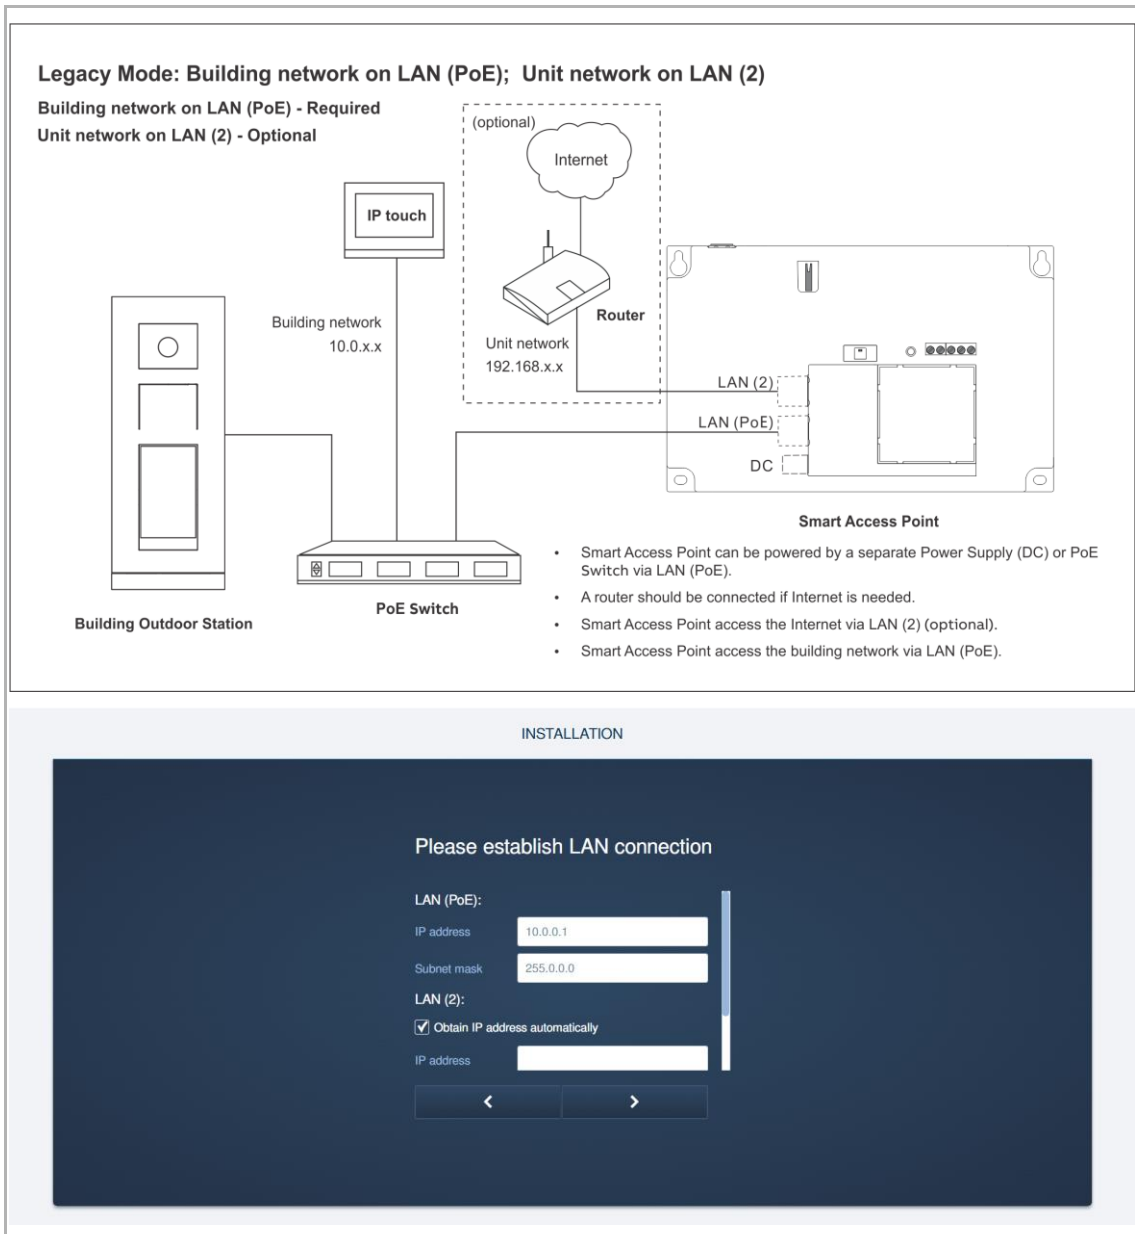 Legacy Mode: Building network on LAN (PoE);  Unit network on LAN (2)
Building network on LAN (PoE) - Required
Unit network on LAN (2) - Optional
(optional)
Internet
IP touch
Router
Building network
10.0.x.x
Unit network
192.168.x.x
LAN (2)
LAN (PoE)
DC
Smart Access Point
PoE Switch
Building Outdoor Station
• Smart Access Point can be powered by a separate Power Supply (DC) or PoE
Switch via LAN (PoE).
• A router should be connected if Internet is needed.
• Smart Access Point access the Internet via LAN (2) (optional).
• Smart Access Point access the building network via LAN (PoE).
INSTALLATION
Please establish LAN connection
LAN (PoE):
IP address 10.0.0.1
Subnet mask 255.0.0.0
LAN (2):
Obtain IP address automatically
IP address